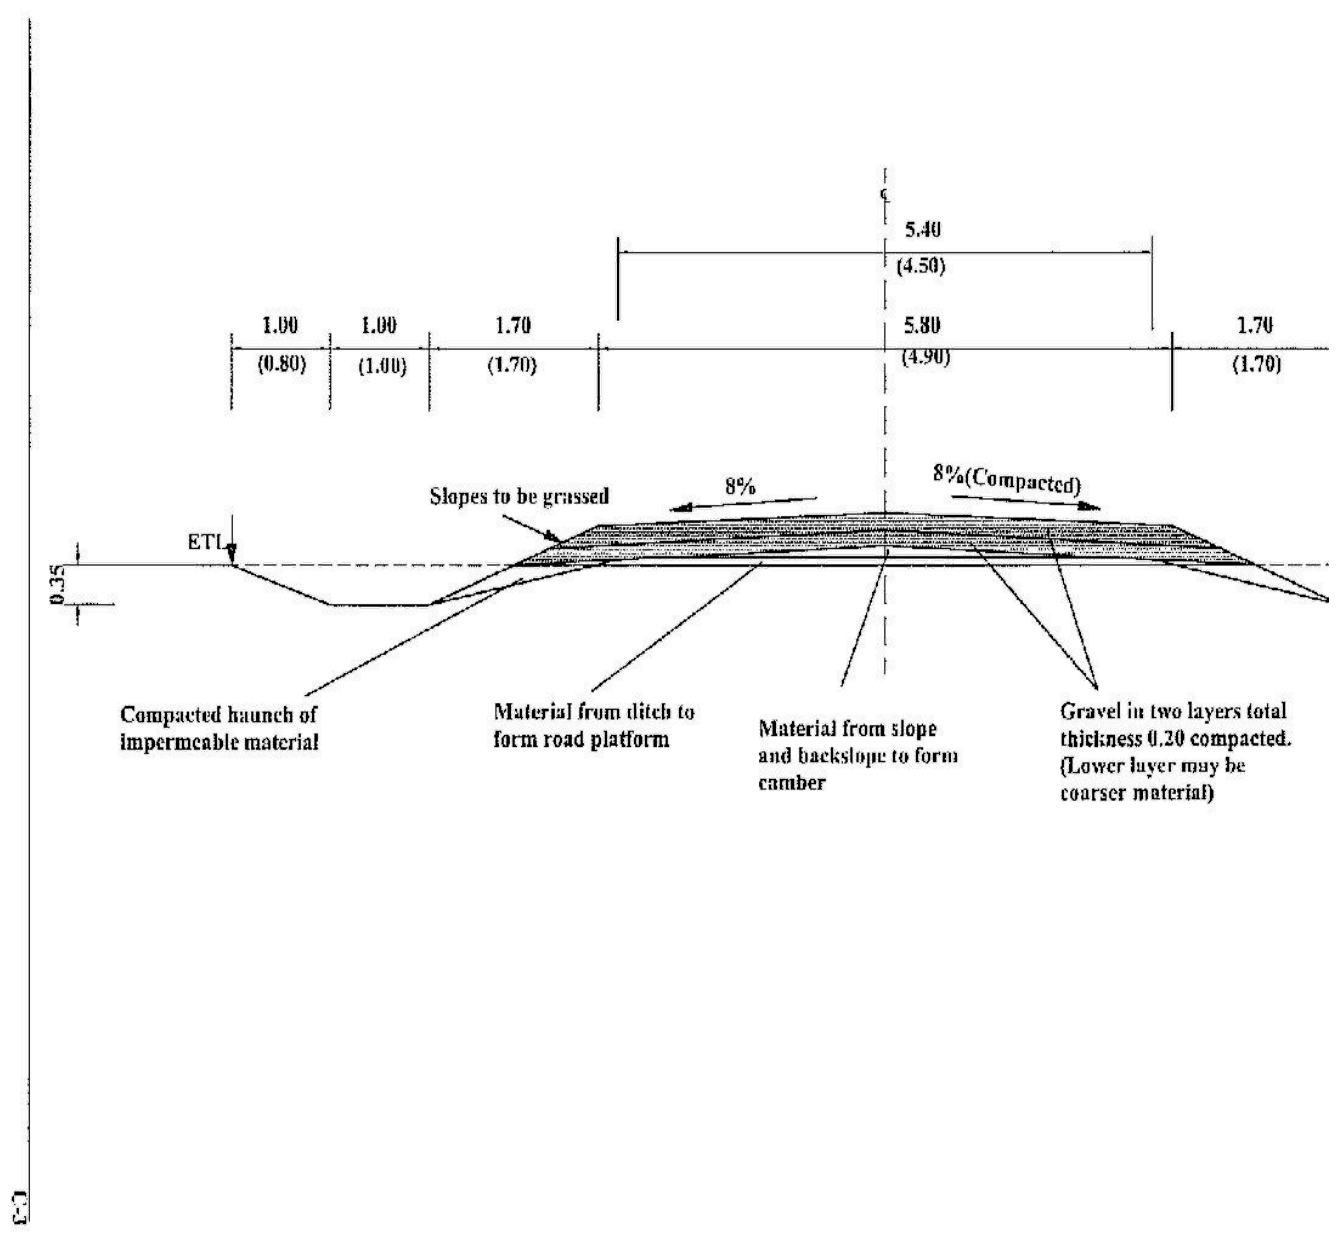 ℄
5.40
(4.50)
1.00 1.00 1.70 5.80 1.70
(0.80) (1.00) (1.70) (4.90) (1.70)
8%
8%(Compacted)
Slopes to be grassed
ETL
0.35
Compacted haunch of
impermeable material
Material from ditch to
form road platform
Material from slope
and backslope to form
camber
Gravel in two layers total
thickness 0.20 compacted.
(Lower layer may be
coarser material)
C-3